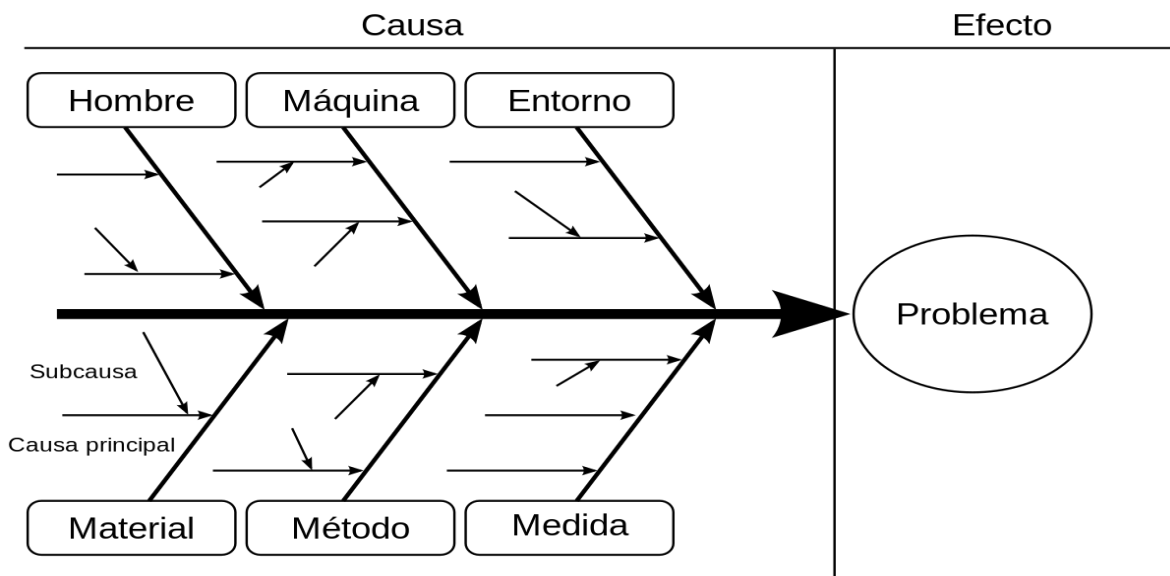 Causa
Efecto
Hombre
Máquina
Entorno
Problema
Subcausa
Causa principal
Material
Método
Medida